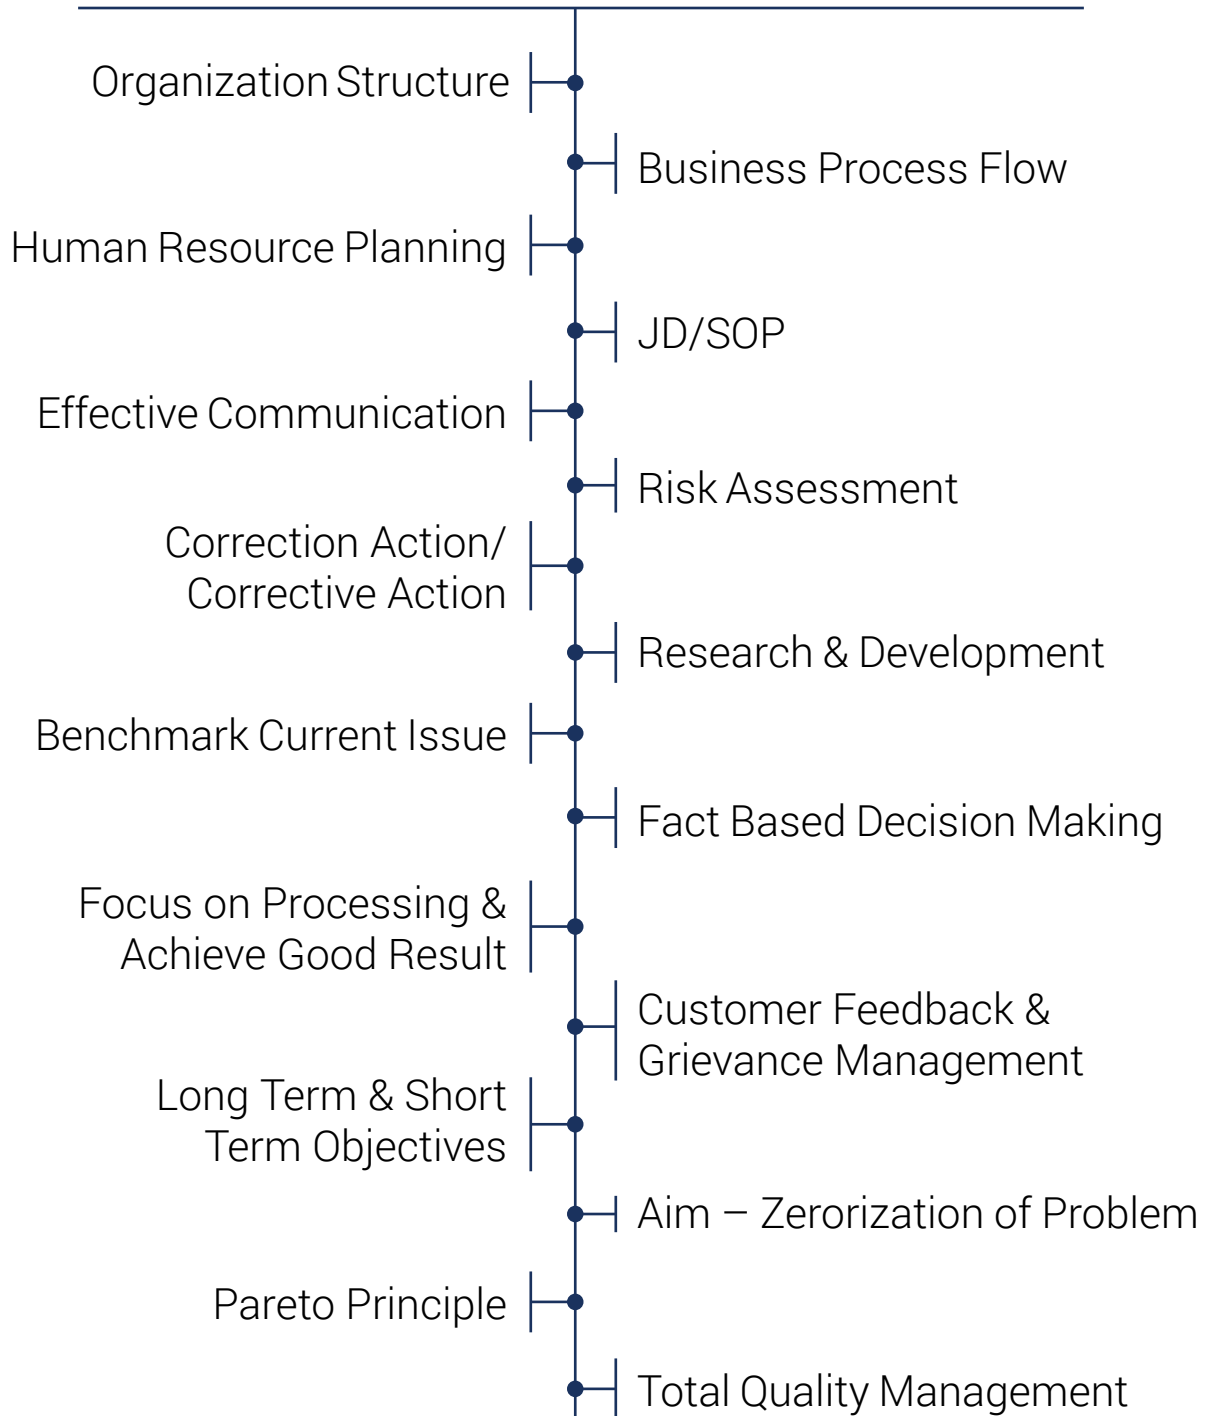 Organization Structure
Business Process Flow
Human Resource Planning
JD/SOP
Effective Communication
Risk Assessment
Correction Action/
Corrective Action
Research & Development
Benchmark Current Issue
Fact Based Decision Making
Focus on Processing &
Achieve Good Result
Customer Feedback &
Grievance Management
Long Term & Short
Term Objectives
Aim – Zerorization of Problem
Pareto Principle
Total Quality Management